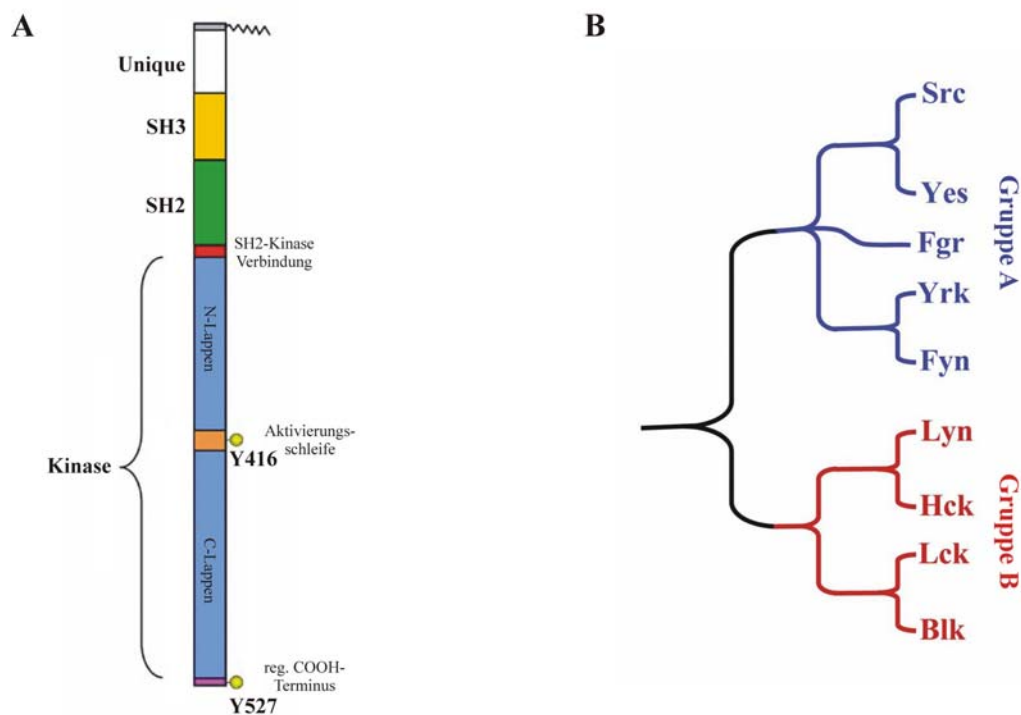 A
Unique
SH3
SH2
SH2-Kinase
Verbindung
N-Lappen
Aktivierungs-
schleife
Y416
Kinase
C-Lappen
reg. COOH-
Terminus
Y527
B
Src
Yes
Fgr
Yrk
Fyn
Gruppe A
Lyn
Hck
Lck
Blk
Gruppe B